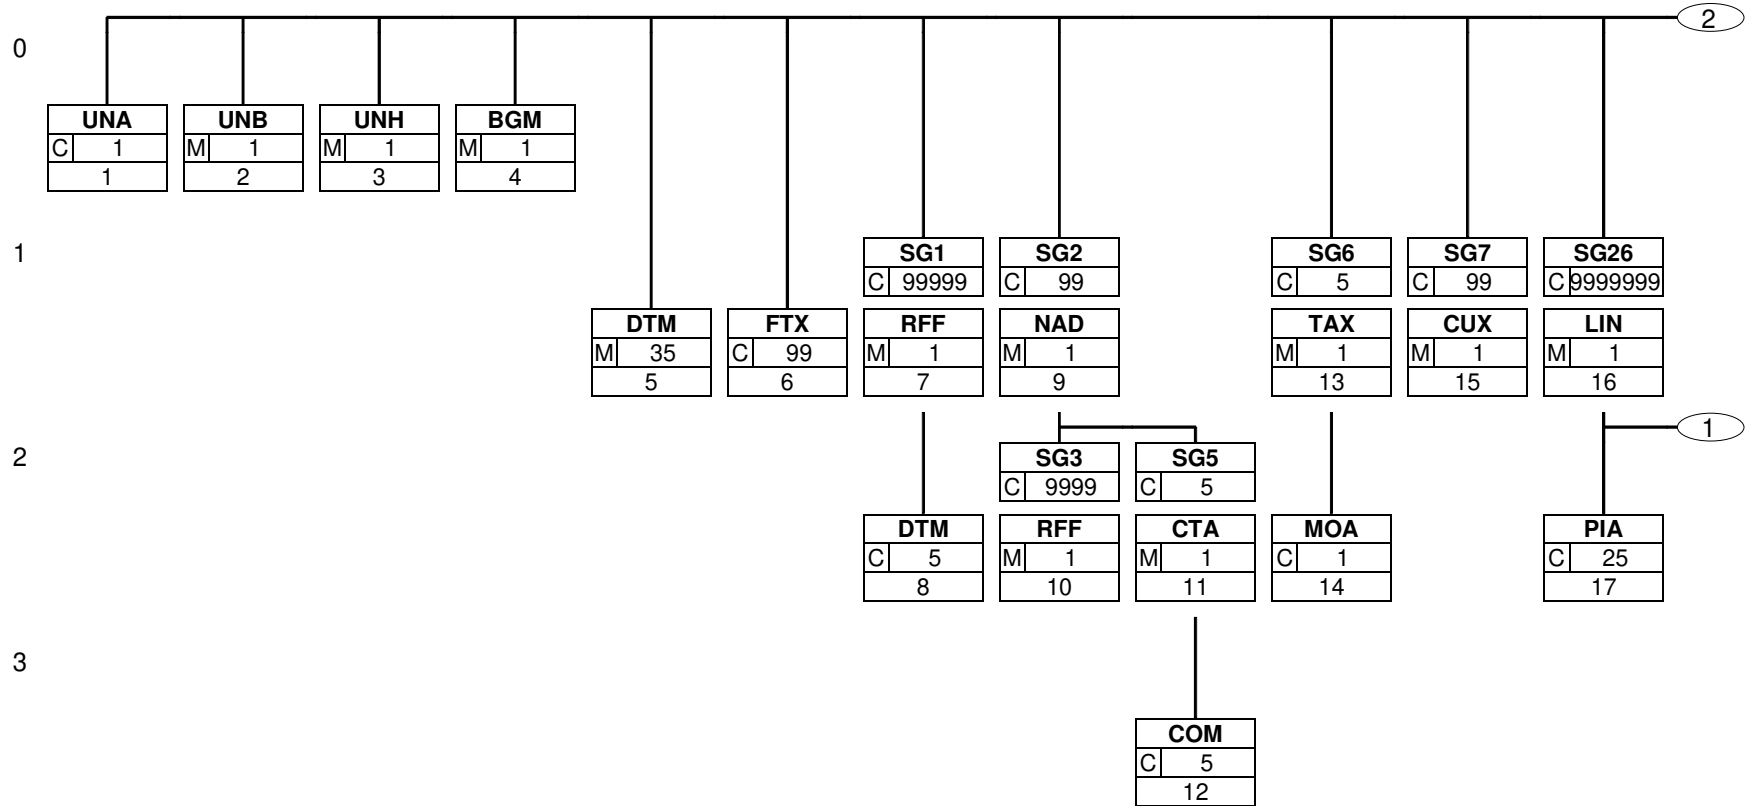 2
0
UNA UNB UNH BGM
C 1 M 1 M 1 M 1
1 2 3 4
1
SG1 SG2 SG6 SG7 SG26
C 99999 C 99 C 5 C 99 C 9999999
DTM FTX RFF NAD TAX CUX LIN
M 35 C 99 M 1 M 1 M 1 M 1 M 1
5 6 7 9 13 15 16
1
2
SG3 SG5
C 9999 C 5
DTM RFF CTA MOA PIA
C 5 M 1 M 1 C 1 C 25
8 10 11 14 17
3
COM
C 5
12